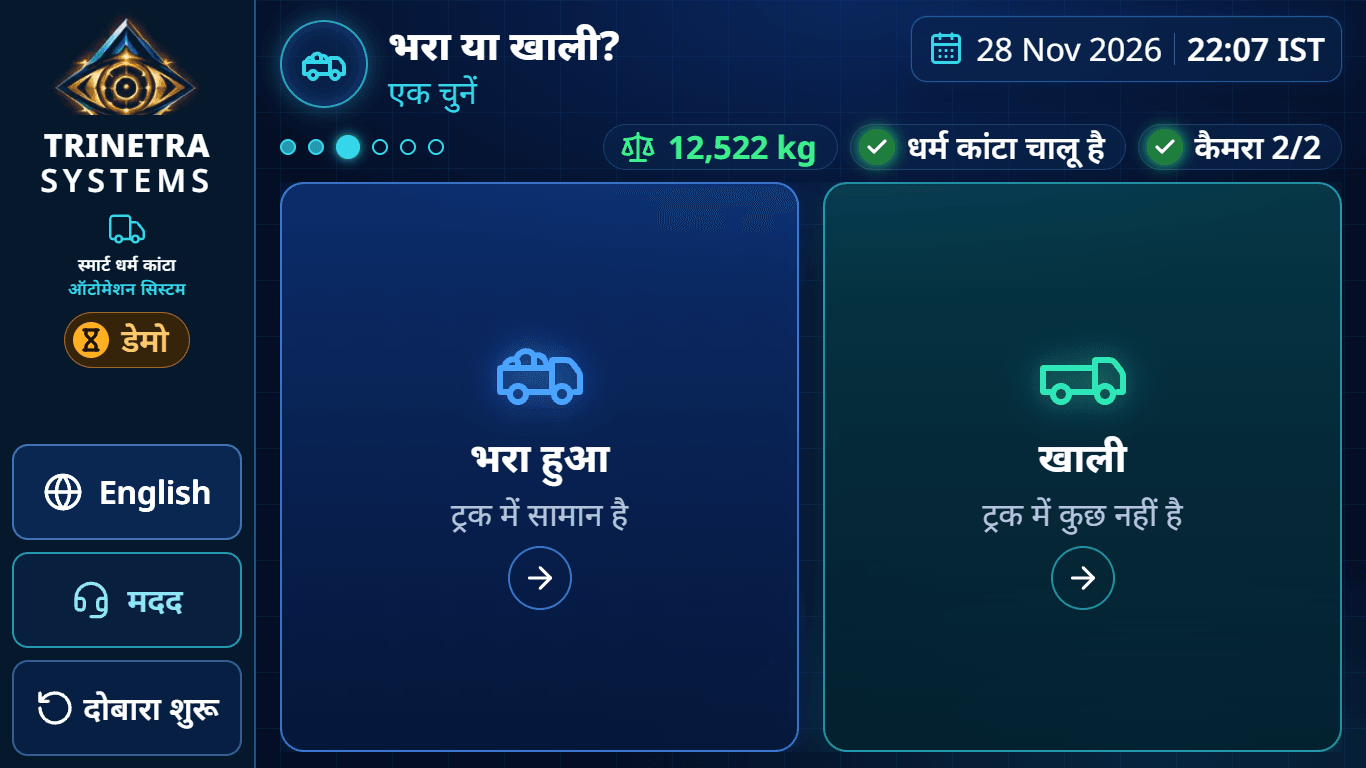 TRINETRA
SYSTEMS
स्मार्ट धर्म कांटा
ऑटोमेशन सिस्टम
डेमो
English
मदद
दोबारा शुरू
भरा या खाली?
एक चुनें
28 Nov 2026 22:07 IST
12,522 kg
धर्म कांटा चालू है
कैमरा 2/2
भरा हुआ
ट्रक में सामान है
खाली
ट्रक में कुछ नहीं है